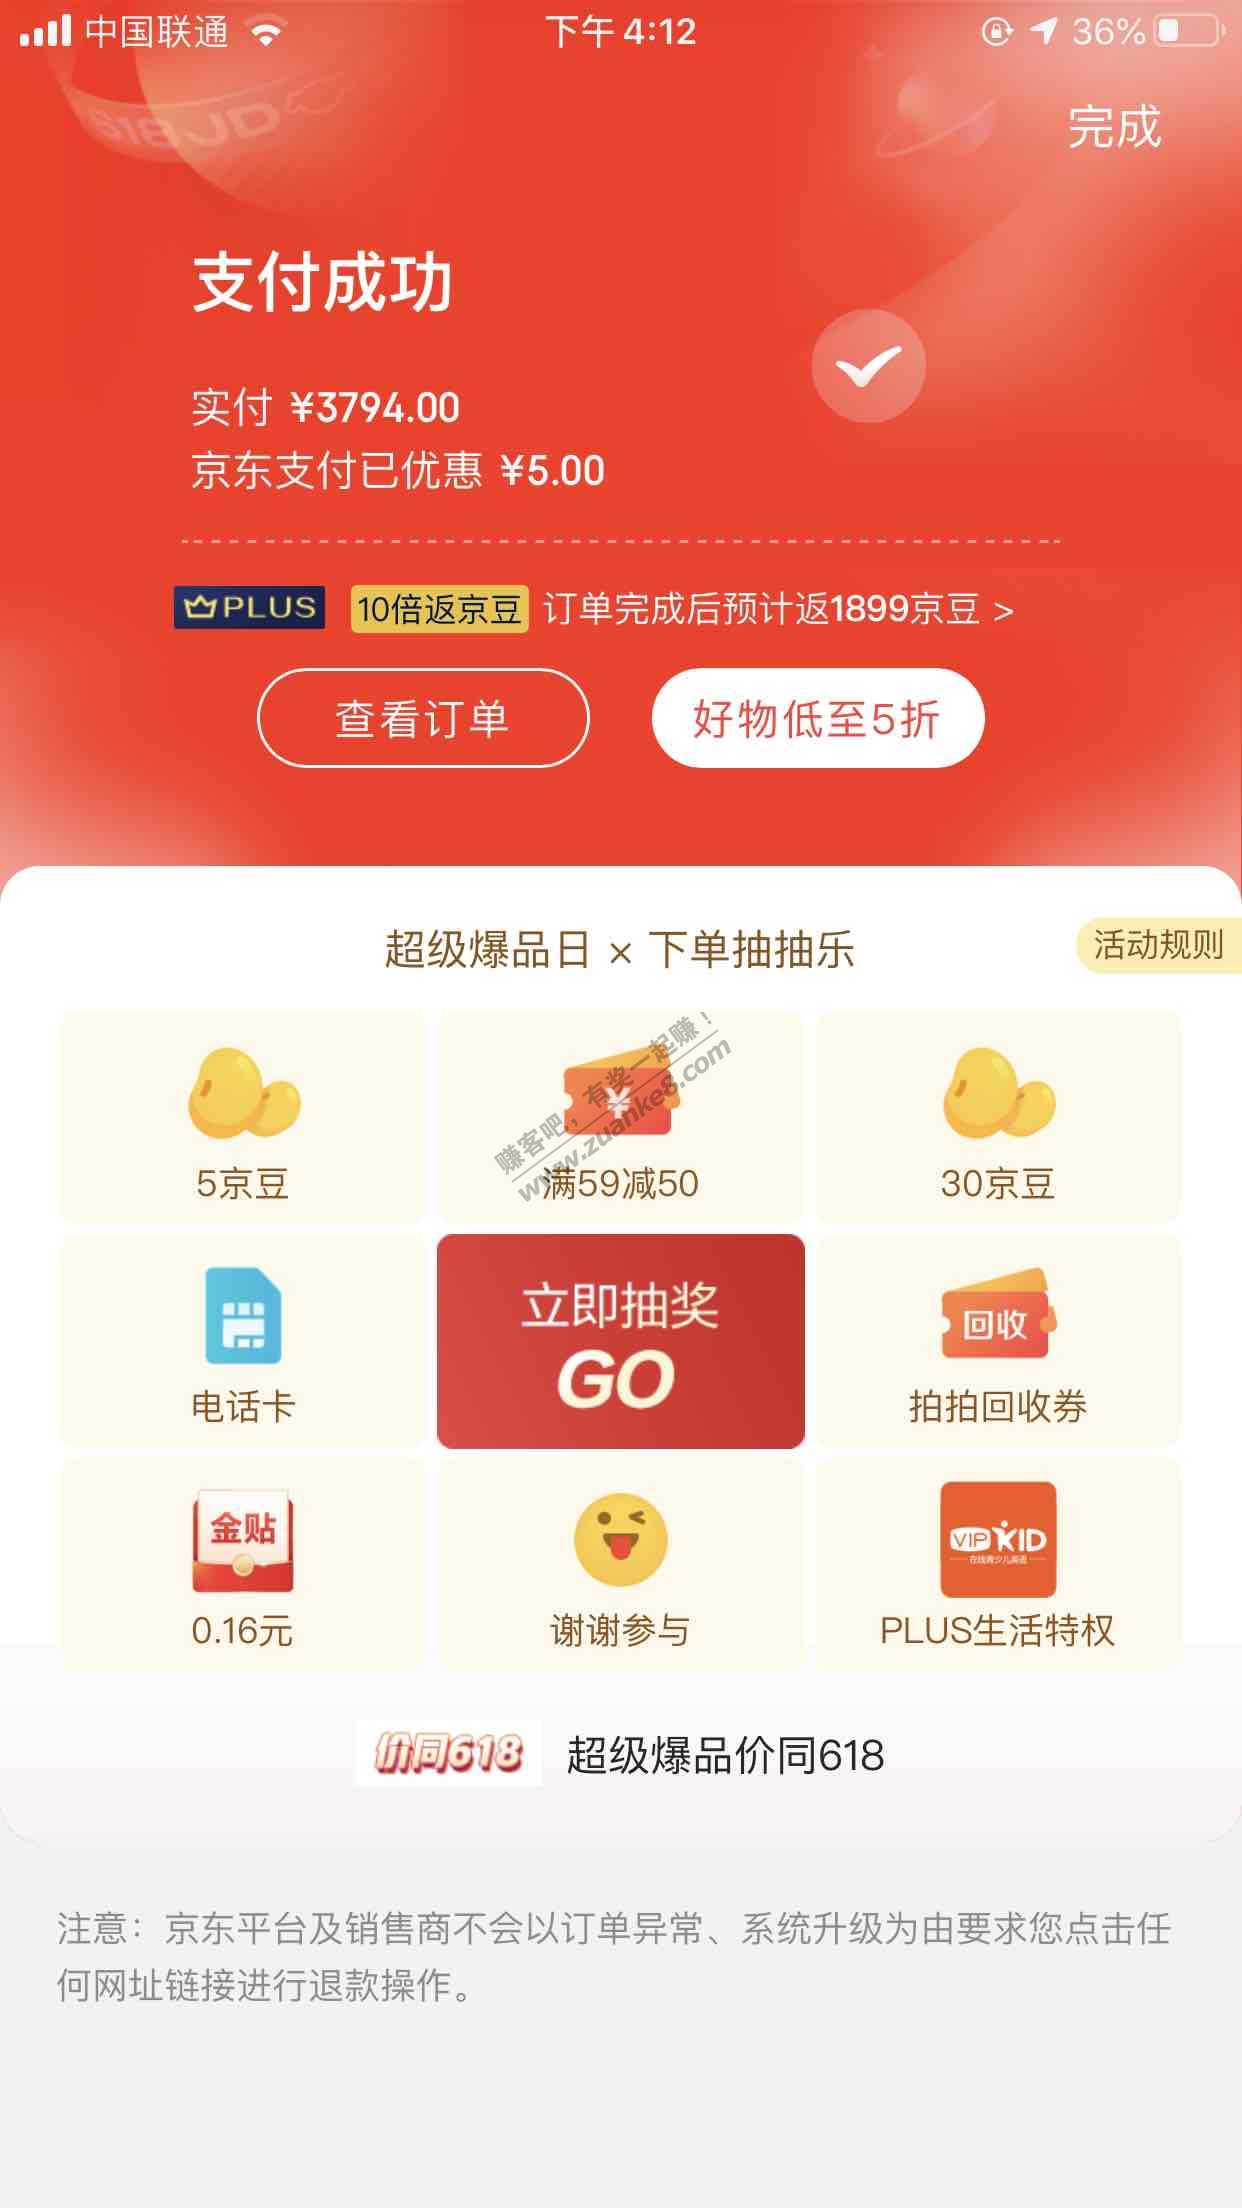 中国联通
下午 4:12
36%
618 JD
完成
支付成功
实付 ¥3794.00
京东支付已优惠 ¥5.00
PLUS 10倍返京豆 订单完成后预计返1899京豆 >
查看订单
好物低至5折
超级爆品日 × 下单抽抽乐
活动规则
¥
5京豆
满59减50
30京豆
赚客吧，有奖一起赚！
www.zuanke8.com
回收
电话卡
立即抽奖
GO
拍拍回收券
金贴
VIPKID
在线青少儿英语
0.16元
谢谢参与
PLUS生活特权
价同618 超级爆品价同618
注意：京东平台及销售商不会以订单异常、系统升级为由要求您点击任
何网址链接进行退款操作。